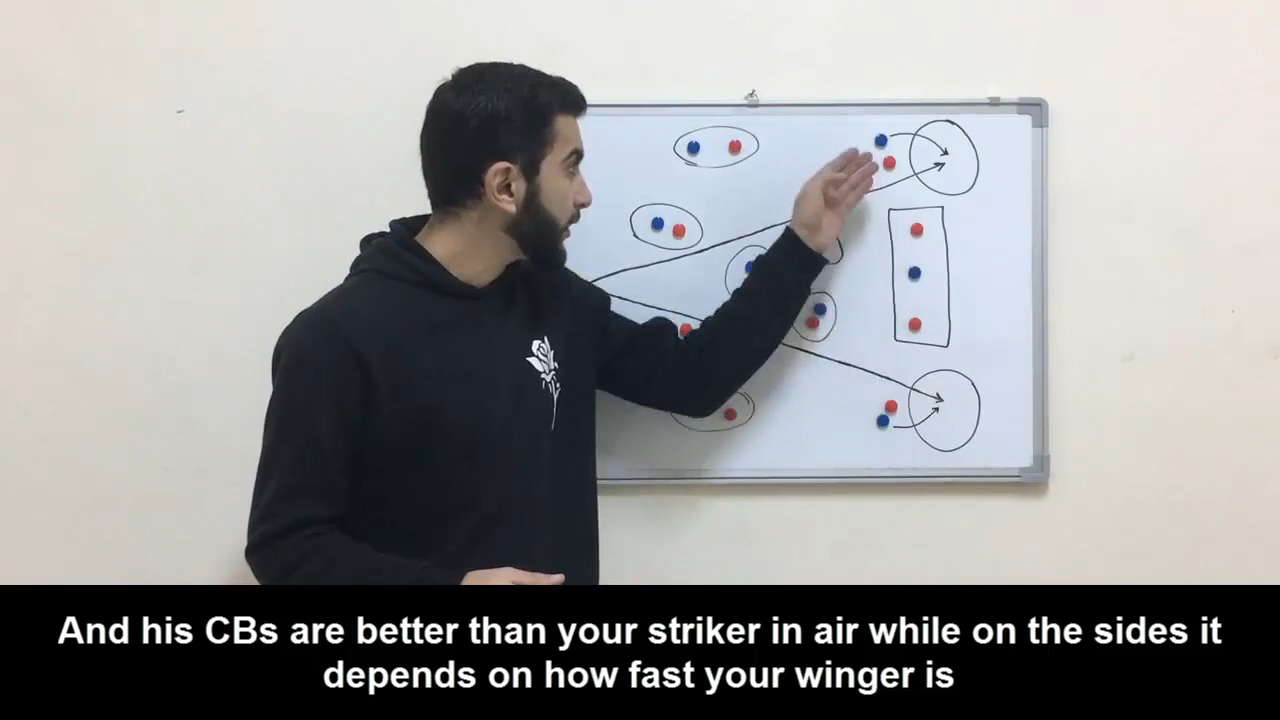 And his CBs are better than your striker in air while on the sides it
depends on how fast your winger is